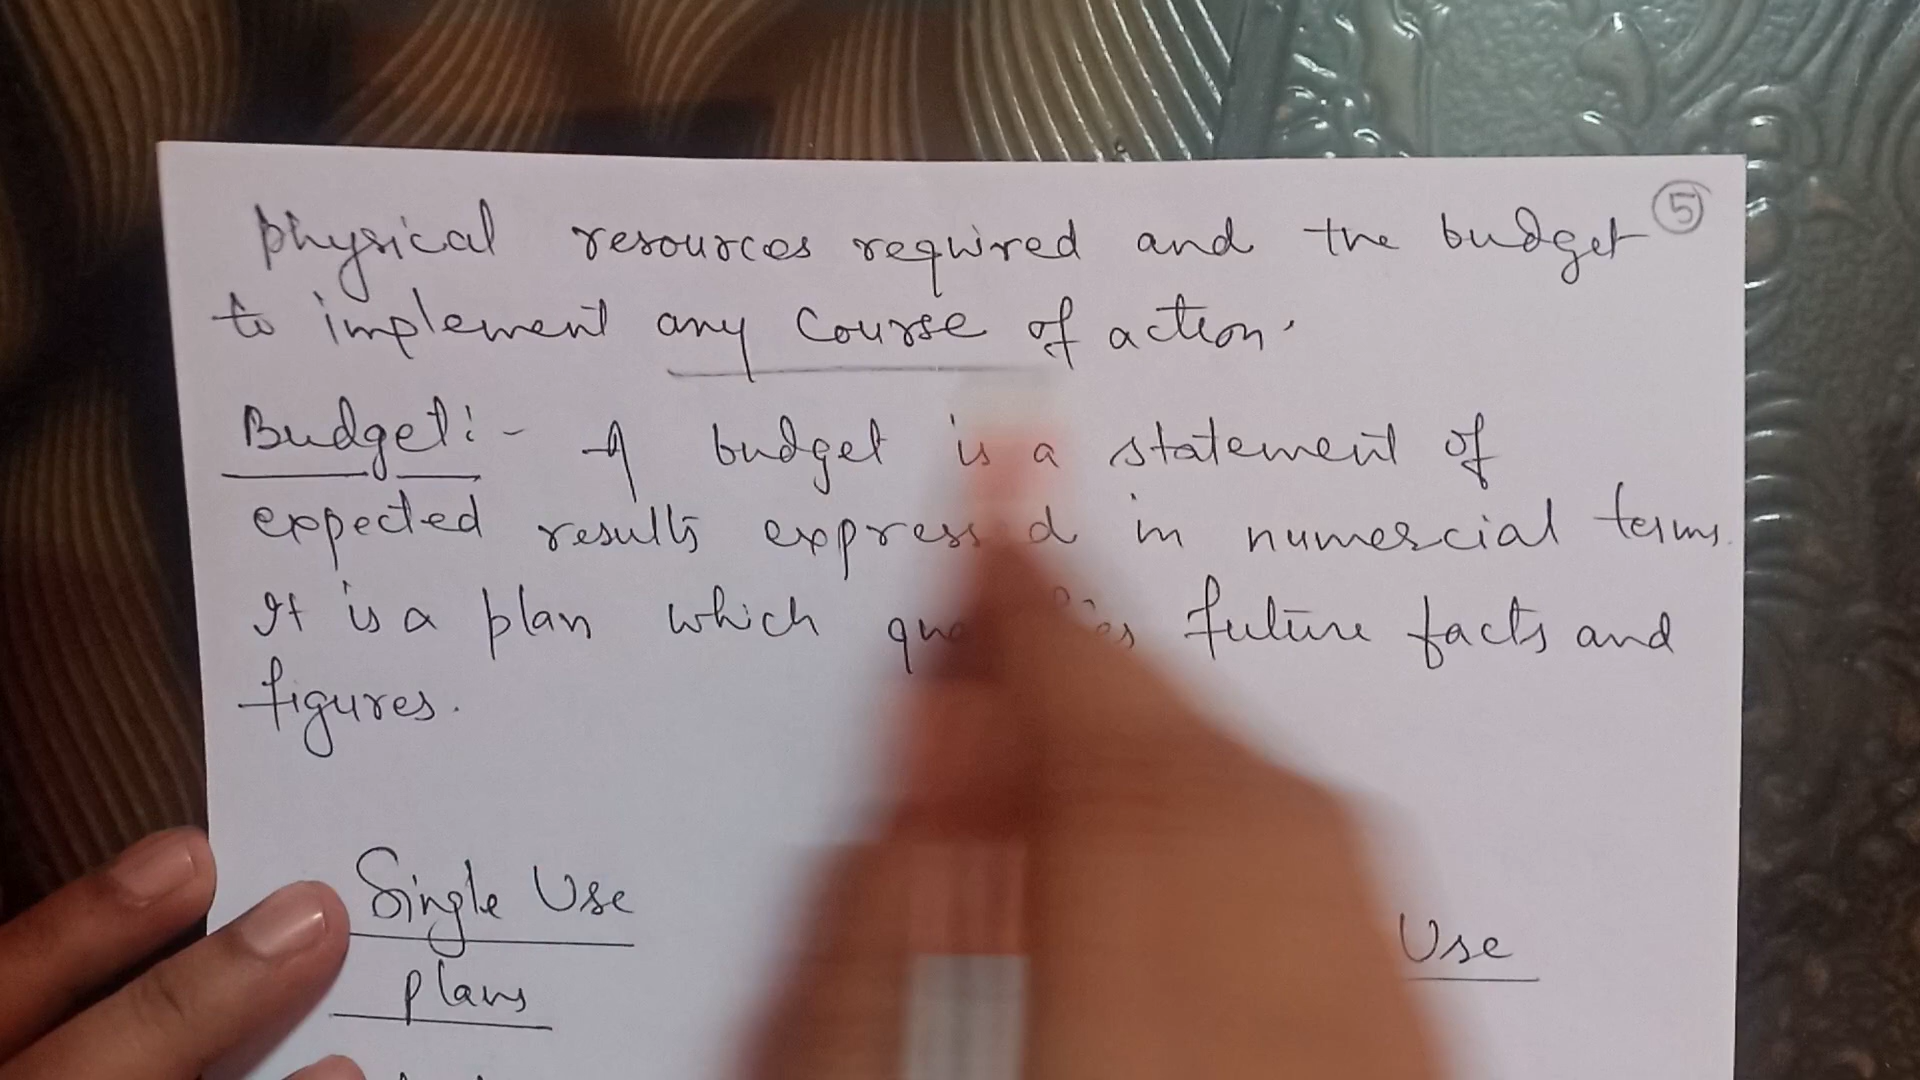 5
physical resources required and the budget
to implement any course of action.
Budget:- A budget is a statement of
expected results in numercial terms.
It is a plan which future facts and
figures.
Single Use
plans
Use